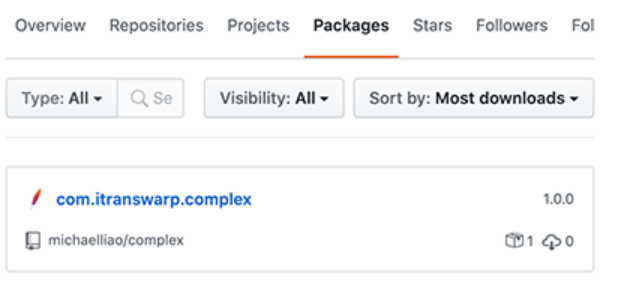 Overview Repositories Projects Packages Stars Followers Fol
Type: All Se Visibility: All Sort by: Most downloads
com.itranswarp.complex 1.0.0
michaelliao/complex 1 0